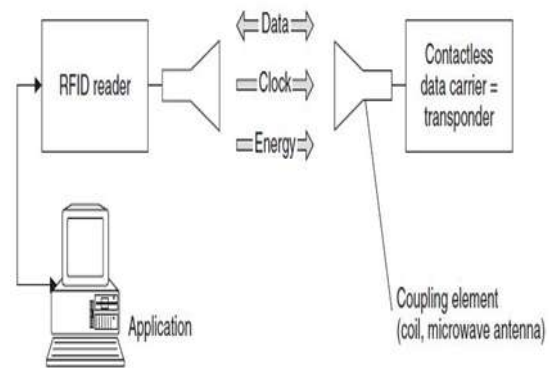 RFID reader
Data
Clock
Energy
Contactless
data carrier =
transponder
Application
Coupling element
(coil, microwave antenna)